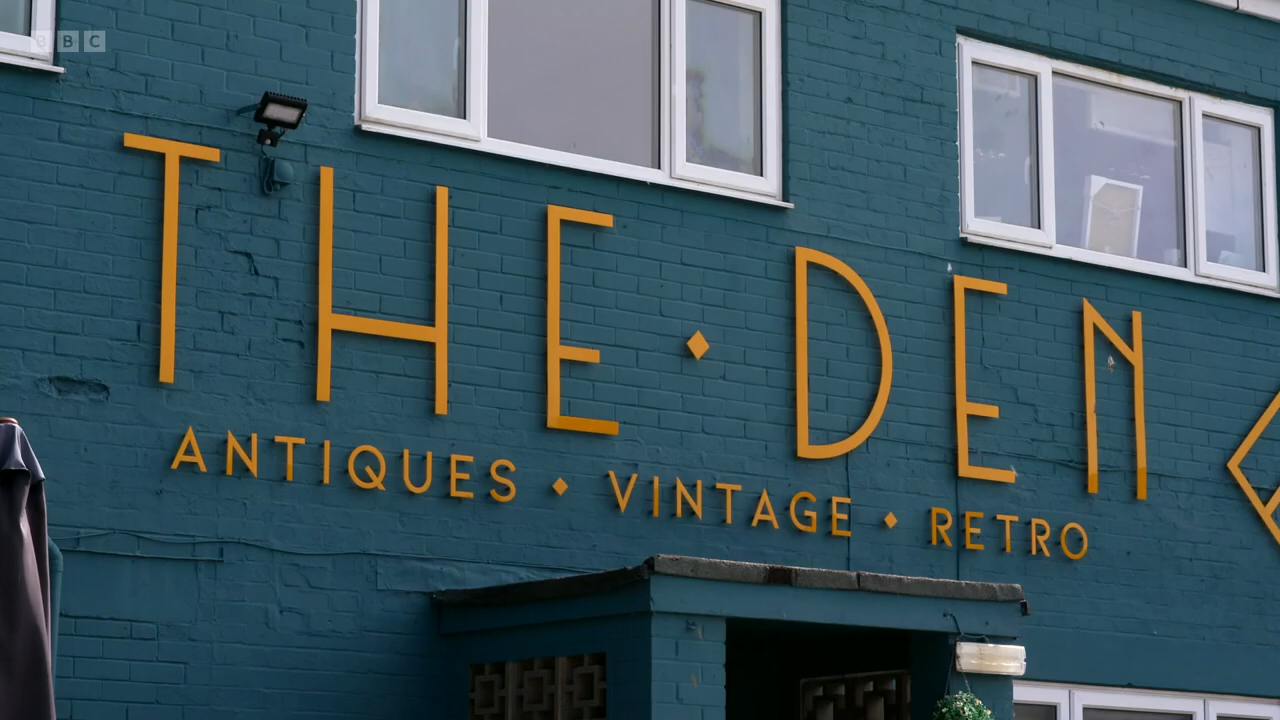 BBC
THE · DEN
ANTIQUES · VINTAGE · RETRO